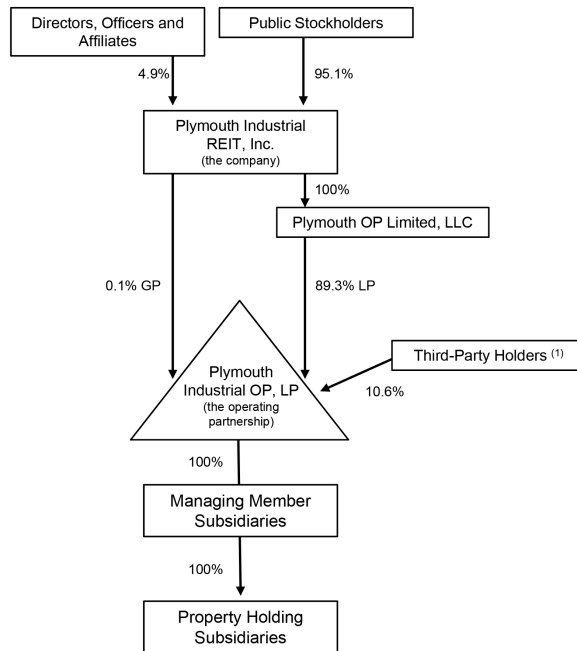 Directors, Officers and
Affiliates
Public Stockholders
4.9%
95.1%
Plymouth Industrial
REIT, Inc.
(the company)
100%
Plymouth OP Limited, LLC
0.1% GP
89.3% LP
Third-Party Holders (1)
10.6%
Plymouth
Industrial OP, LP
(the operating
partnership)
100%
Managing Member
Subsidiaries
100%
Property Holding
Subsidiaries